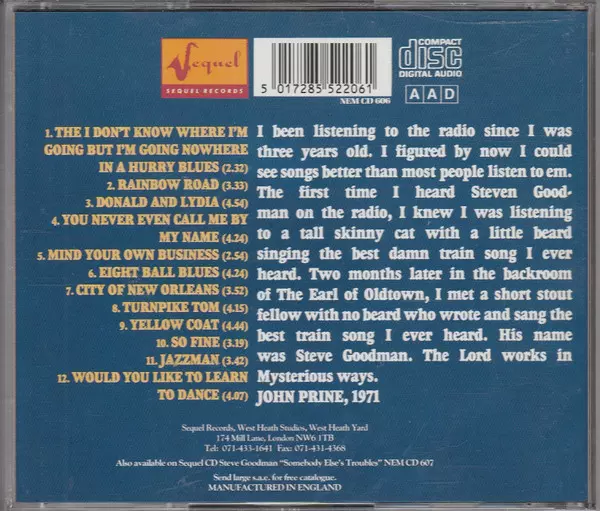 Sequel
SEQUEL RECORDS
5 017285 522061
NEM CD 606
COMPACT
disc
DIGITAL AUDIO
AAD
1. THE I DON'T KNOW WHERE I'M
GOING BUT I'M GOING NOWHERE
IN A HURRY BLUES (2.32)
2. RAINBOW ROAD (3.33)
3. DONALD AND LYDIA (4.54)
4. YOU NEVER EVEN CALL ME BY
MY NAME (4.24)
5. MIND YOUR OWN BUSINESS (2.54)
6. EIGHT BALL BLUES (4.24)
7. CITY OF NEW ORLEANS (3.52)
8. TURNPIKE TOM (4.15)
9. YELLOW COAT (4.44)
10. SO FINE (3.19)
11. JAZZMAN (3.42)
12. WOULD YOU LIKE TO LEARN
TO DANCE (4.07)
I been listening to the radio since I was
three years old. I figured by now I could
see songs better than most people listen to em.
The first time I heard Steven Good-
man on the radio, I knew I was listening
to a tall skinny cat with a little beard
singing the best damn train song I ever
heard. Two months later in the backroom
of The Earl of Oldtown, I met a short stout
fellow with no beard who wrote and sang the
best train song I ever heard. His name
was Steve Goodman. The Lord works in
Mysterious ways.
JOHN PRINE, 1971
Sequel Records, West Heath Studios, West Heath Yard
174 Mill Lane, London NW6 1TB
Tel: 071-433-1641 Fax: 071-431-4368
Also available on Sequel CD Steve Goodman "Somebody Else's Troubles" NEM CD 607
Send large s.a.e. for free catalogue.
MANUFACTURED IN ENGLAND